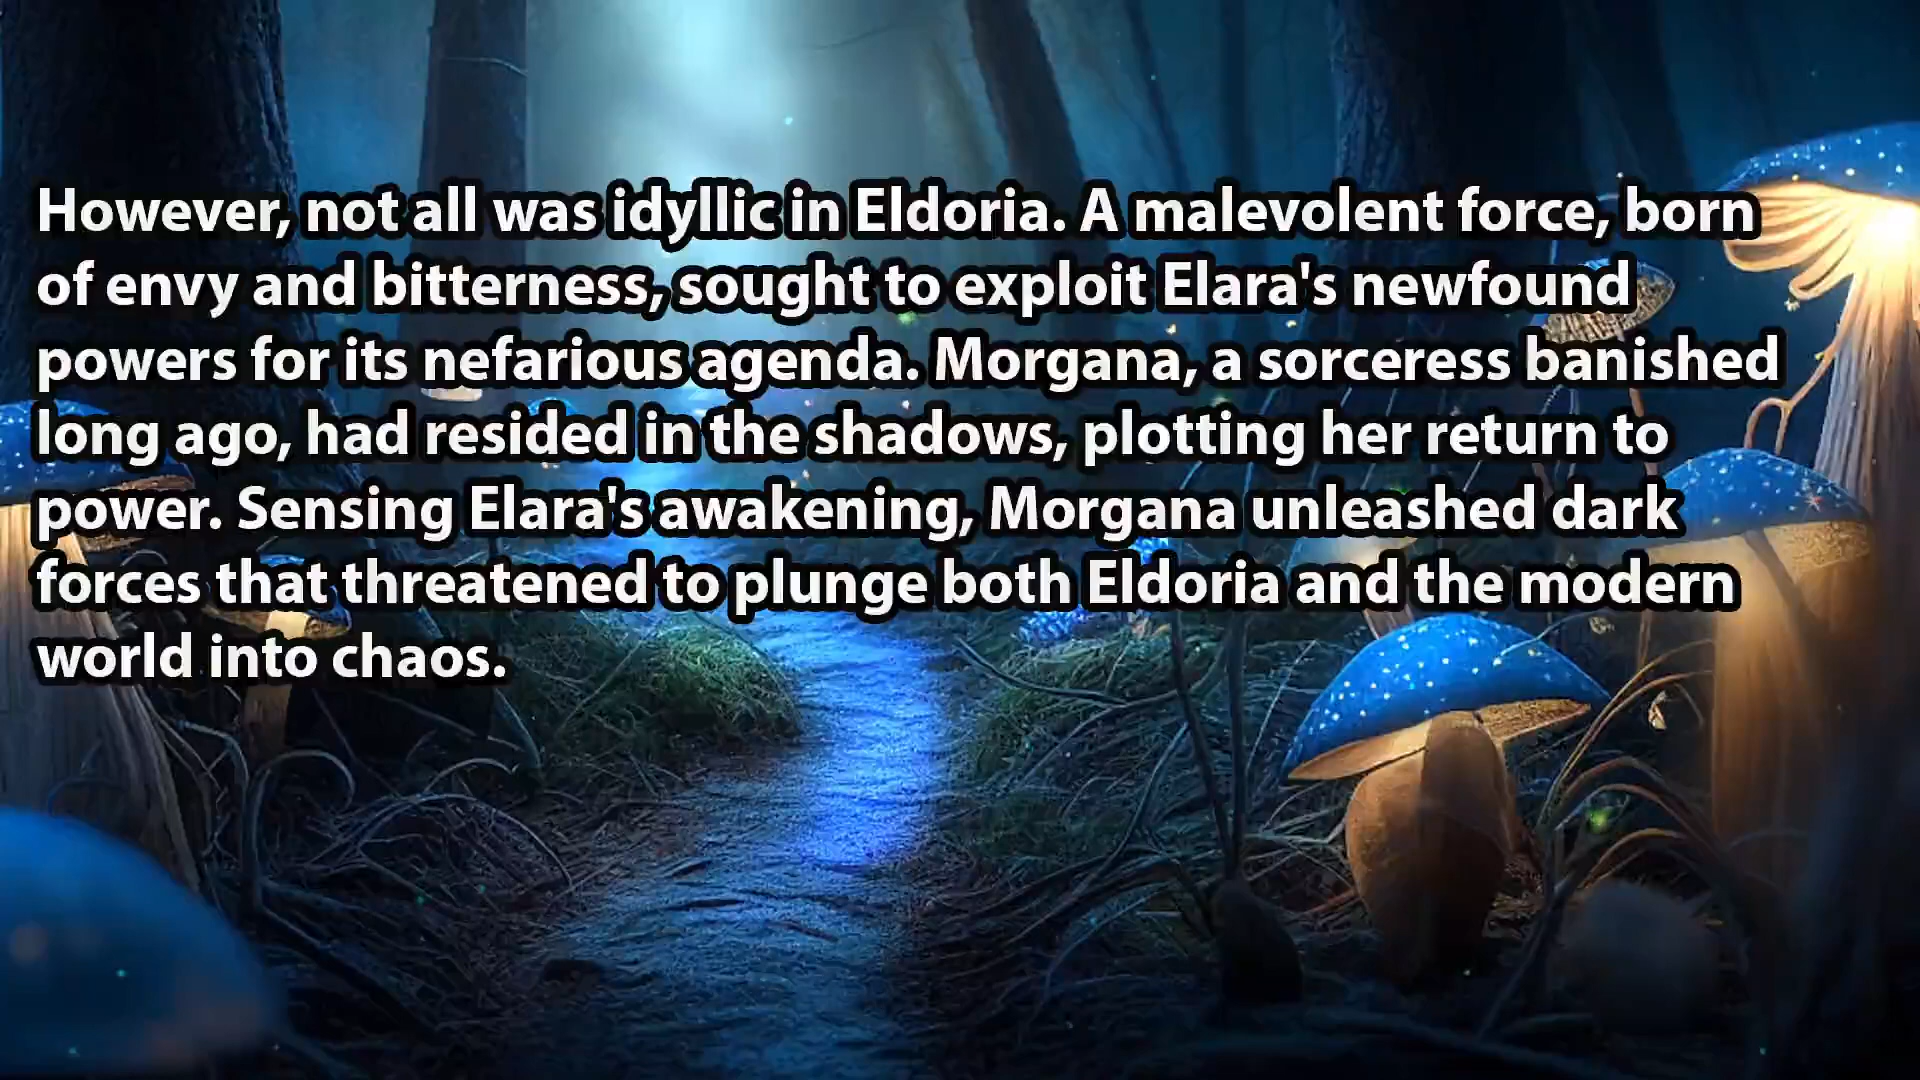 However, not all was idyllic in Eldoria. A malevolent force, born
of envy and bitterness, sought to exploit Elara's newfound
powers for its nefarious agenda. Morgana, a sorceress banished
long ago, had resided in the shadows, plotting her return to
power. Sensing Elara's awakening, Morgana unleashed dark
forces that threatened to plunge both Eldoria and the modern
world into chaos.